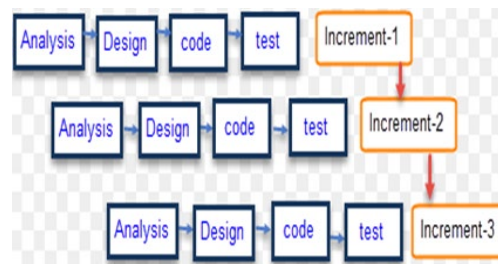 Analysis Design code test Increment-1
Analysis Design code test Increment-2
Analysis Design code test Increment-3